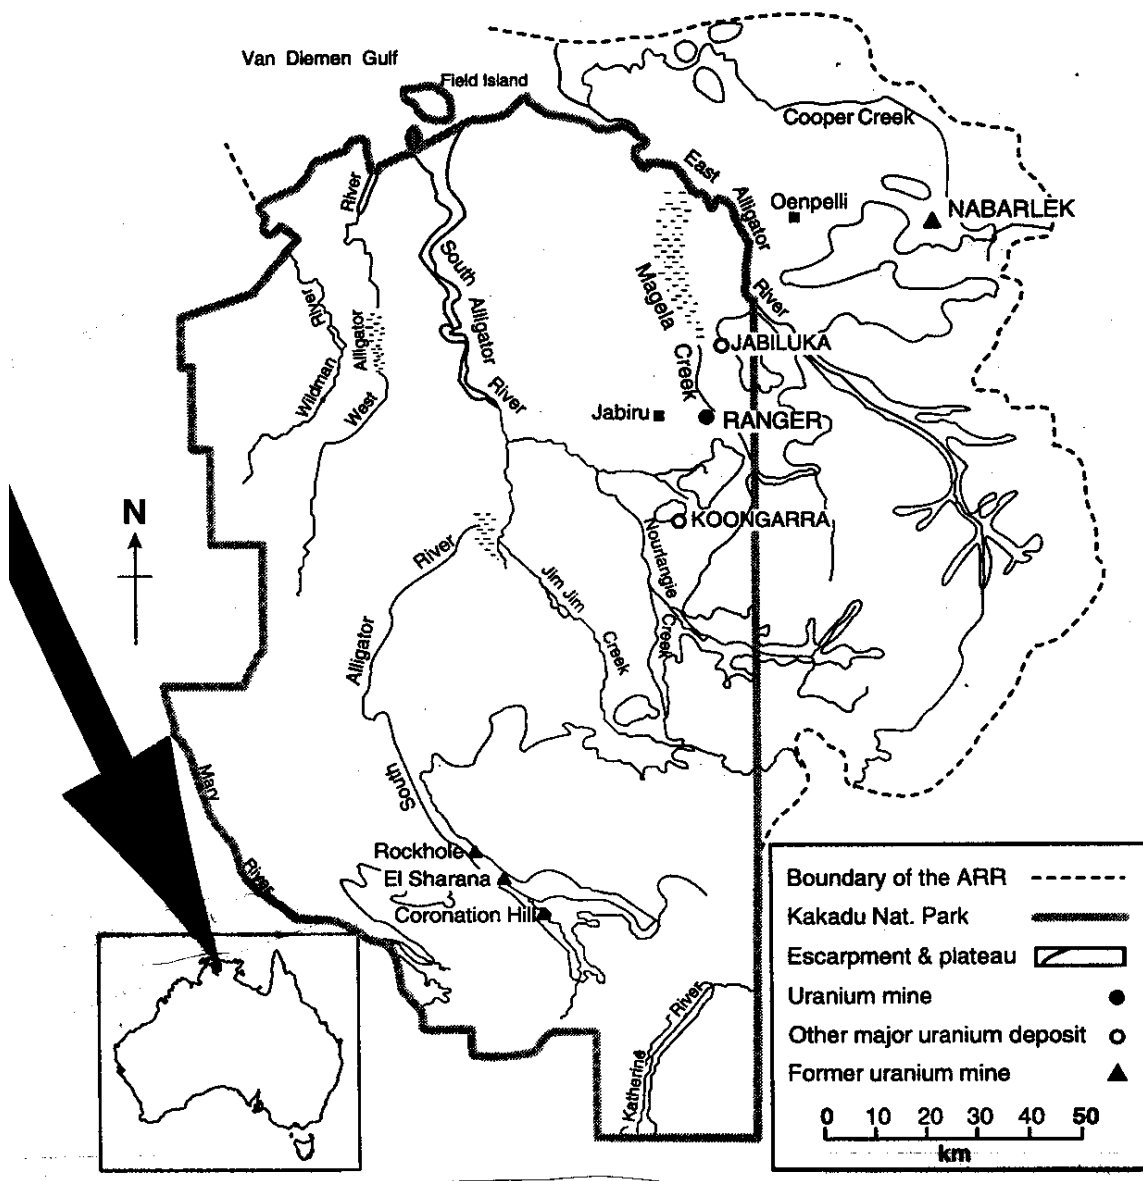 Van Diemen Gulf
Field Island
Cooper Creek
East Alligator River
Oenpelli
NABARLEK
River
South Alligator River
Magela Creek
River
Wildman
Alligator
West
JABILUKA
Jabiru
RANGER
KOONGARRA
N
River
Nourlangie Creek
Jim Jim Creek
Alligator
South
Mary River
Rockhole
El Sharana
Coronation Hill
Katherine River
Boundary of the ARR
Kakadu Nat. Park
Escarpment & plateau
Uranium mine
Other major uranium deposit
Former uranium mine
0 10 20 30 40 50
km